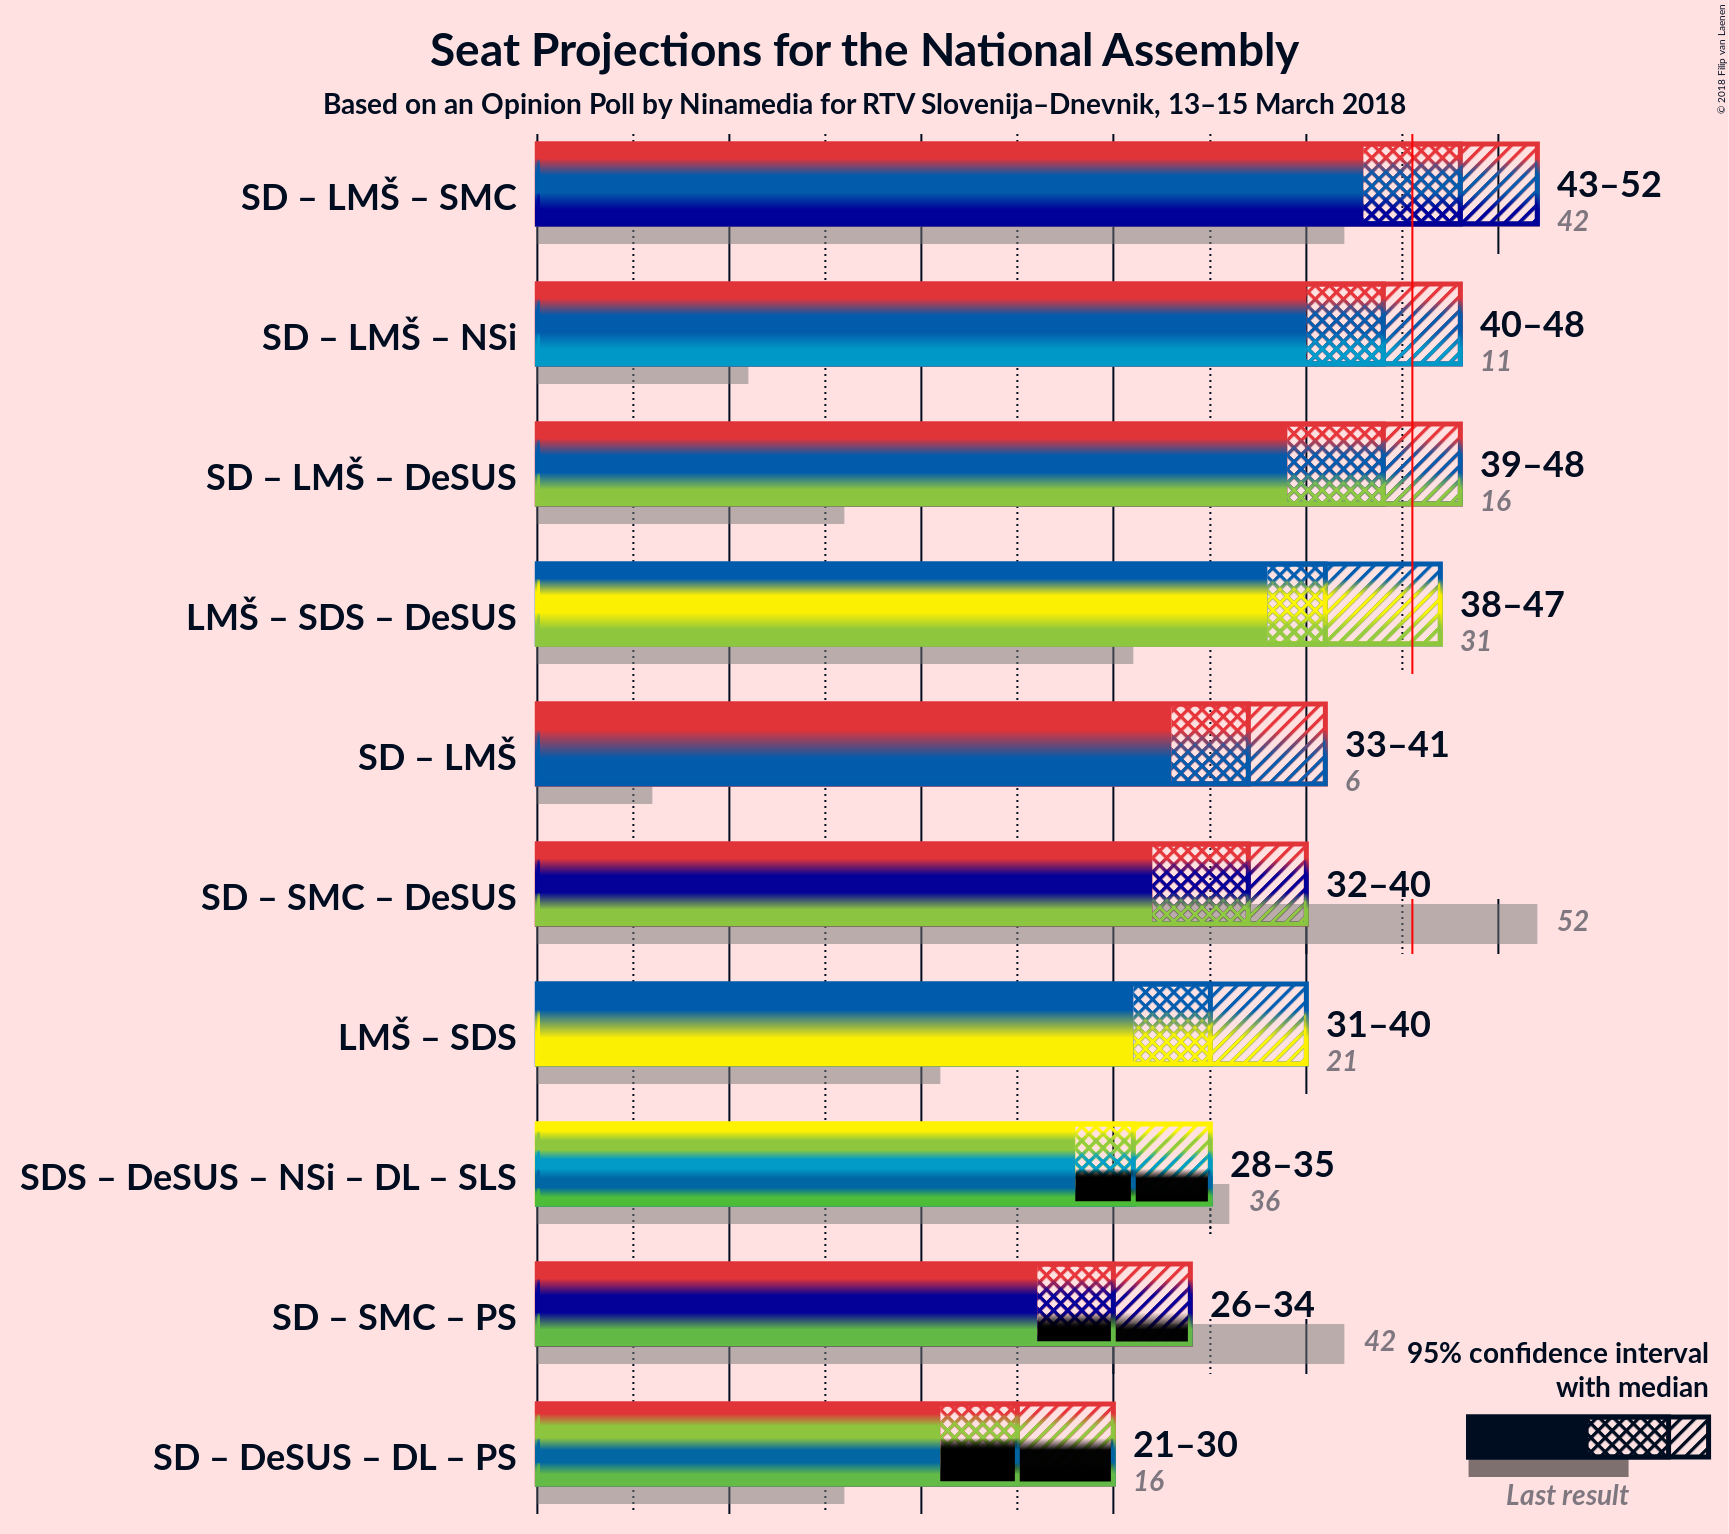 Seat Projections for the National Assembly
Based on an Opinion Poll by Ninamedia for RTV Slovenija–Dnevnik, 13–15 March 2018
© 2018 Filip van Laenen
SD – LMŠ – SMC
43–52
42
SD – LMŠ – NSi
40–48
11
SD – LMŠ – DeSUS
39–48
16
LMŠ – SDS – DeSUS
38–47
31
SD – LMŠ
33–41
6
SD – SMC – DeSUS
32–40
52
LMŠ – SDS
31–40
21
SDS – DeSUS – NSi – DL – SLS
28–35
36
SD – SMC – PS
26–34
42
SD – DeSUS – DL – PS
21–30
16
95% confidence interval
with median
Last result